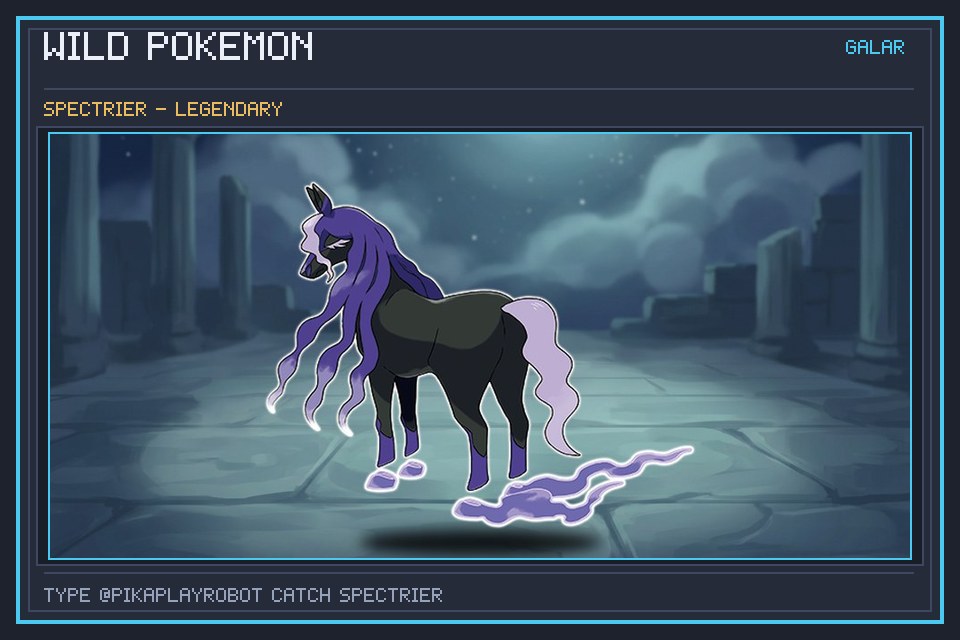 WILD POKEMON
GALAR
SPECTRIER - LEGENDARY
TYPE @PIKAPLAYROBOT CATCH SPECTRIER